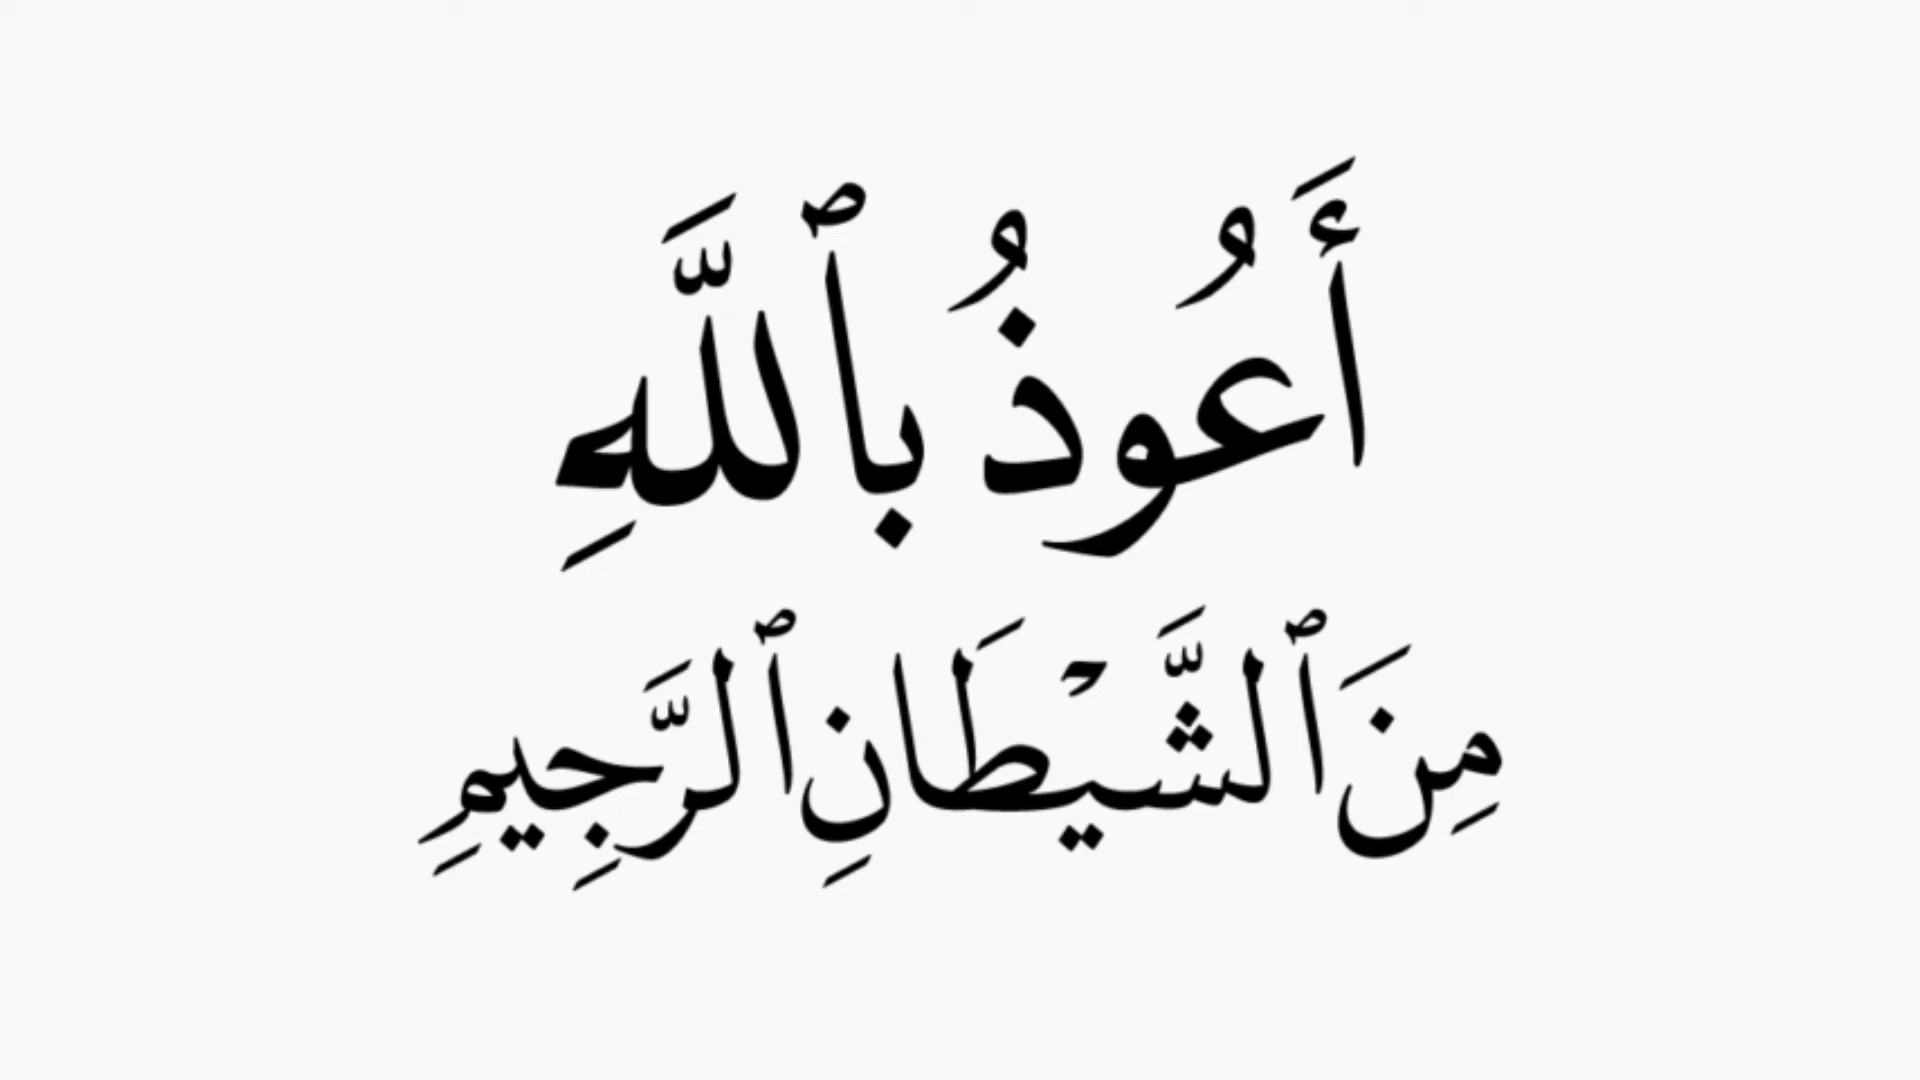 أَعُوذُ بِٱللَّهِ
مِنَ ٱلشَّيْطَانِ ٱلرَّجِيمِ